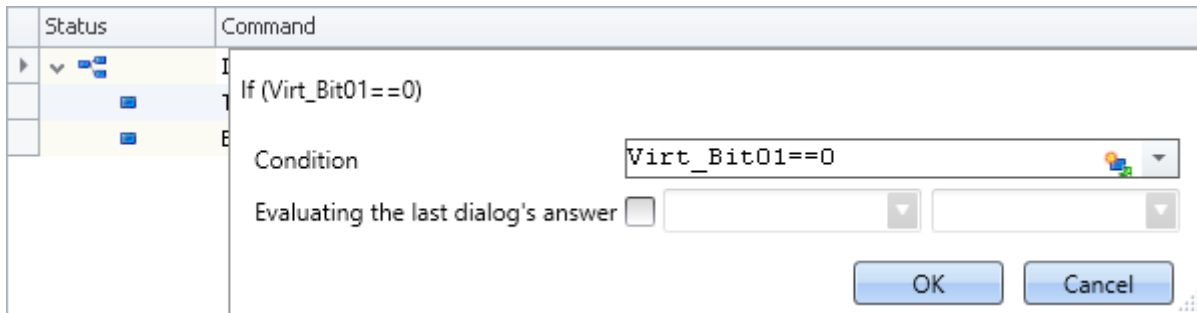 Status Command
I
If (Virt_Bit01==0)
T
E
Condition Virt_Bit01==0
Evaluating the last dialog's answer
OK Cancel